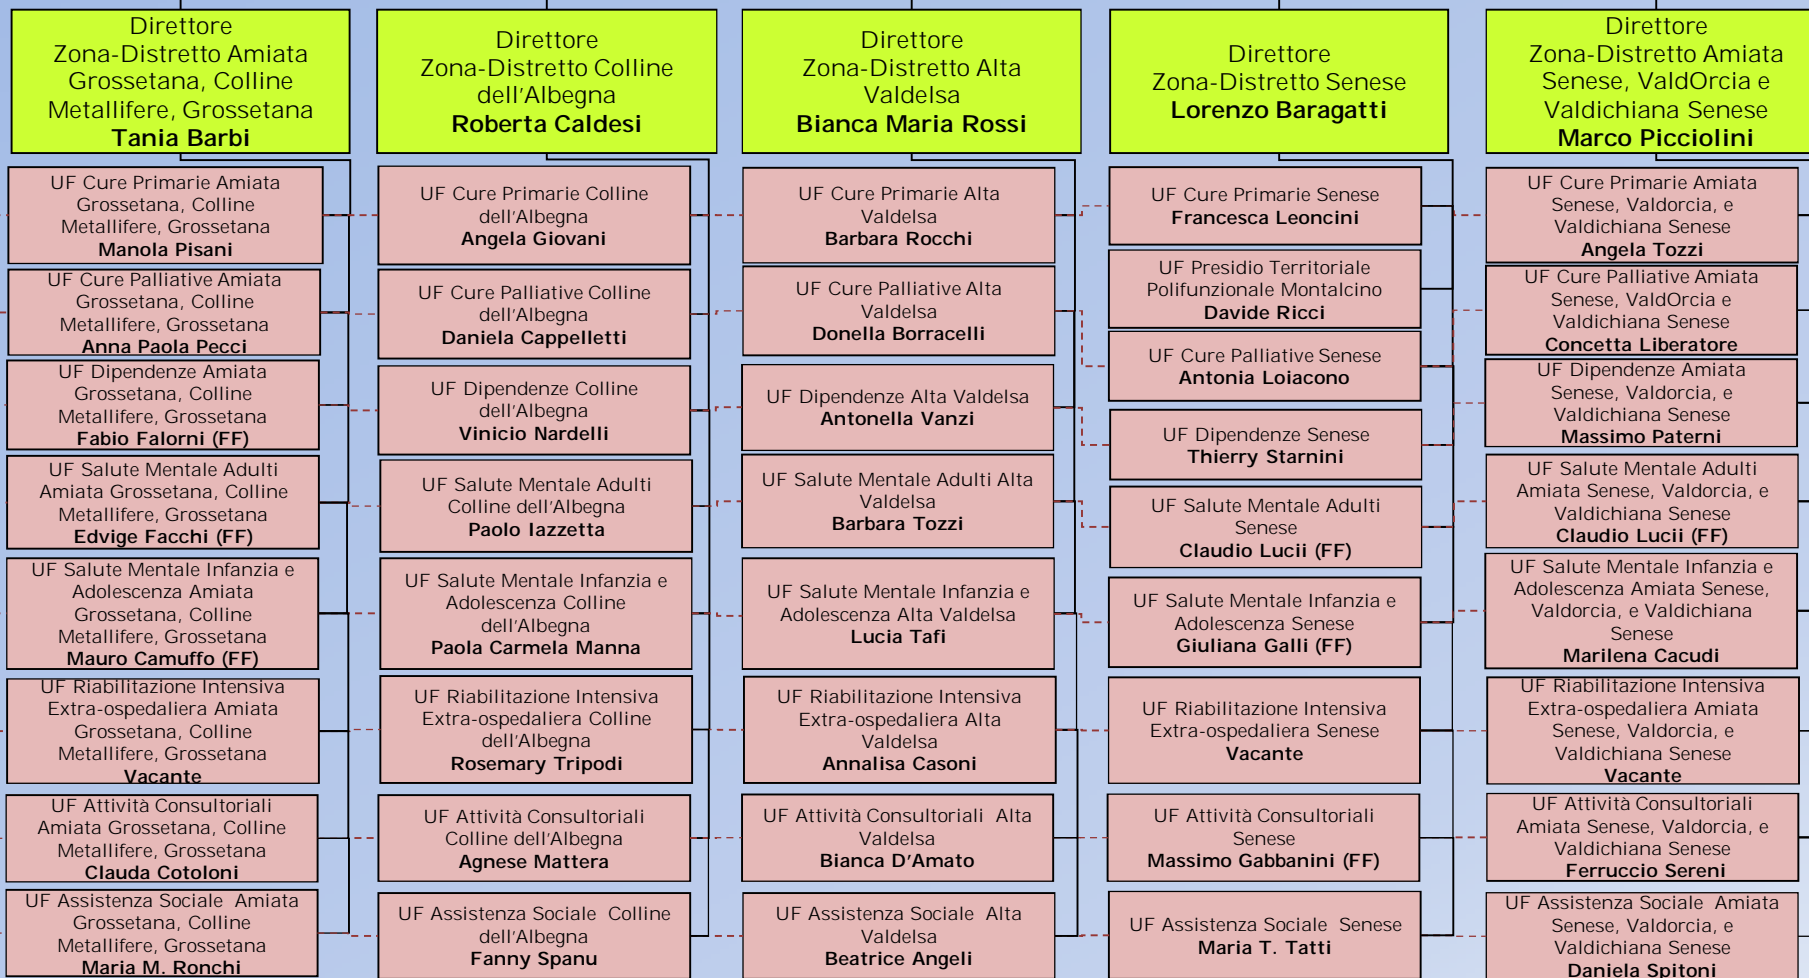 Direttore
Zona-Distretto Amiata
Grossetana, Colline
Metallifere, Grossetana
Tania Barbi
UF Cure Primarie Amiata
Grossetana, Colline
Metallifere, Grossetana
Manola Pisani
UF Cure Palliative Amiata
Grossetana, Colline
Metallifere, Grossetana
Anna Paola Pecci
UF Dipendenze Amiata
Grossetana, Colline
Metallifere, Grossetana
Fabio Falorni (FF)
UF Salute Mentale Adulti
Amiata Grossetana, Colline
Metallifere, Grossetana
Edvige Facchi (FF)
UF Salute Mentale Infanzia e
Adolescenza Amiata
Grossetana, Colline
Metallifere, Grossetana
Mauro Camuffo (FF)
UF Riabilitazione Intensiva
Extra-ospedaliera Amiata
Grossetana, Colline
Metallifere, Grossetana
Vacante
UF Attività Consultoriali
Amiata Grossetana, Colline
Metallifere, Grossetana
Clauda Cotoloni
UF Assistenza Sociale Amiata
Grossetana, Colline
Metallifere, Grossetana
Maria M. Ronchi
Direttore
Zona-Distretto Colline
dell'Albegna
Roberta Caldesi
UF Cure Primarie Colline
dell'Albegna
Angela Giovani
UF Cure Palliative Colline
dell'Albegna
Daniela Cappelletti
UF Dipendenze Colline
dell'Albegna
Vinicio Nardelli
UF Salute Mentale Adulti
Colline dell'Albegna
Paolo Iazzetta
UF Salute Mentale Infanzia e
Adolescenza Colline
dell'Albegna
Paola Carmela Manna
UF Riabilitazione Intensiva
Extra-ospedaliera Colline
dell'Albegna
Rosemary Tripodi
UF Attività Consultoriali
Colline dell'Albegna
Agnese Mattera
UF Assistenza Sociale Colline
dell'Albegna
Fanny Spanu
Direttore
Zona-Distretto Alta
Valdelsa
Bianca Maria Rossi
UF Cure Primarie Alta
Valdelsa
Barbara Rocchi
UF Cure Palliative Alta
Valdelsa
Donella Borracelli
UF Dipendenze Alta Valdelsa
Antonella Vanzi
UF Salute Mentale Adulti Alta
Valdelsa
Barbara Tozzi
UF Salute Mentale Infanzia e
Adolescenza Alta Valdelsa
Lucia Tafi
UF Riabilitazione Intensiva
Extra-ospedaliera Alta
Valdelsa
Annalisa Casoni
UF Attività Consultoriali Alta
Valdelsa
Bianca D'Amato
UF Assistenza Sociale Alta
Valdelsa
Beatrice Angeli
Direttore
Zona-Distretto Senese
Lorenzo Baragatti
UF Cure Primarie Senese
Francesca Leoncini
UF Presidio Territoriale
Polifunzionale Montalcino
Davide Ricci
UF Cure Palliative Senese
Antonia Loiacono
UF Dipendenze Senese
Thierry Starnini
UF Salute Mentale Adulti
Senese
Claudio Lucii (FF)
UF Salute Mentale Infanzia e
Adolescenza Senese
Giuliana Galli (FF)
UF Riabilitazione Intensiva
Extra-ospedaliera Senese
Vacante
UF Attività Consultoriali
Senese
Massimo Gabbanini (FF)
UF Assistenza Sociale Senese
Maria T. Tatti
Direttore
Zona-Distretto Amiata
Senese, ValdOrcia e
Valdichiana Senese
Marco Picciolini
UF Cure Primarie Amiata
Senese, Valdorcia, e
Valdichiana Senese
Angela Tozzi
UF Cure Palliative Amiata
Senese, ValdOrcia e
Valdichiana Senese
Concetta Liberatore
UF Dipendenze Amiata
Senese, Valdorcia, e
Valdichiana Senese
Massimo Paterni
UF Salute Mentale Adulti
Amiata Senese, Valdorcia, e
Valdichiana Senese
Claudio Lucii (FF)
UF Salute Mentale Infanzia e
Adolescenza Amiata Senese,
Valdorcia, e Valdichiana
Senese
Marilena Cacudi
UF Riabilitazione Intensiva
Extra-ospedaliera Amiata
Senese, Valdorcia, e
Valdichiana Senese
Vacante
UF Attività Consultoriali
Amiata Senese, Valdorcia, e
Valdichiana Senese
Ferruccio Sereni
UF Assistenza Sociale Amiata
Senese, Valdorcia, e
Valdichiana Senese
Daniela Spitoni